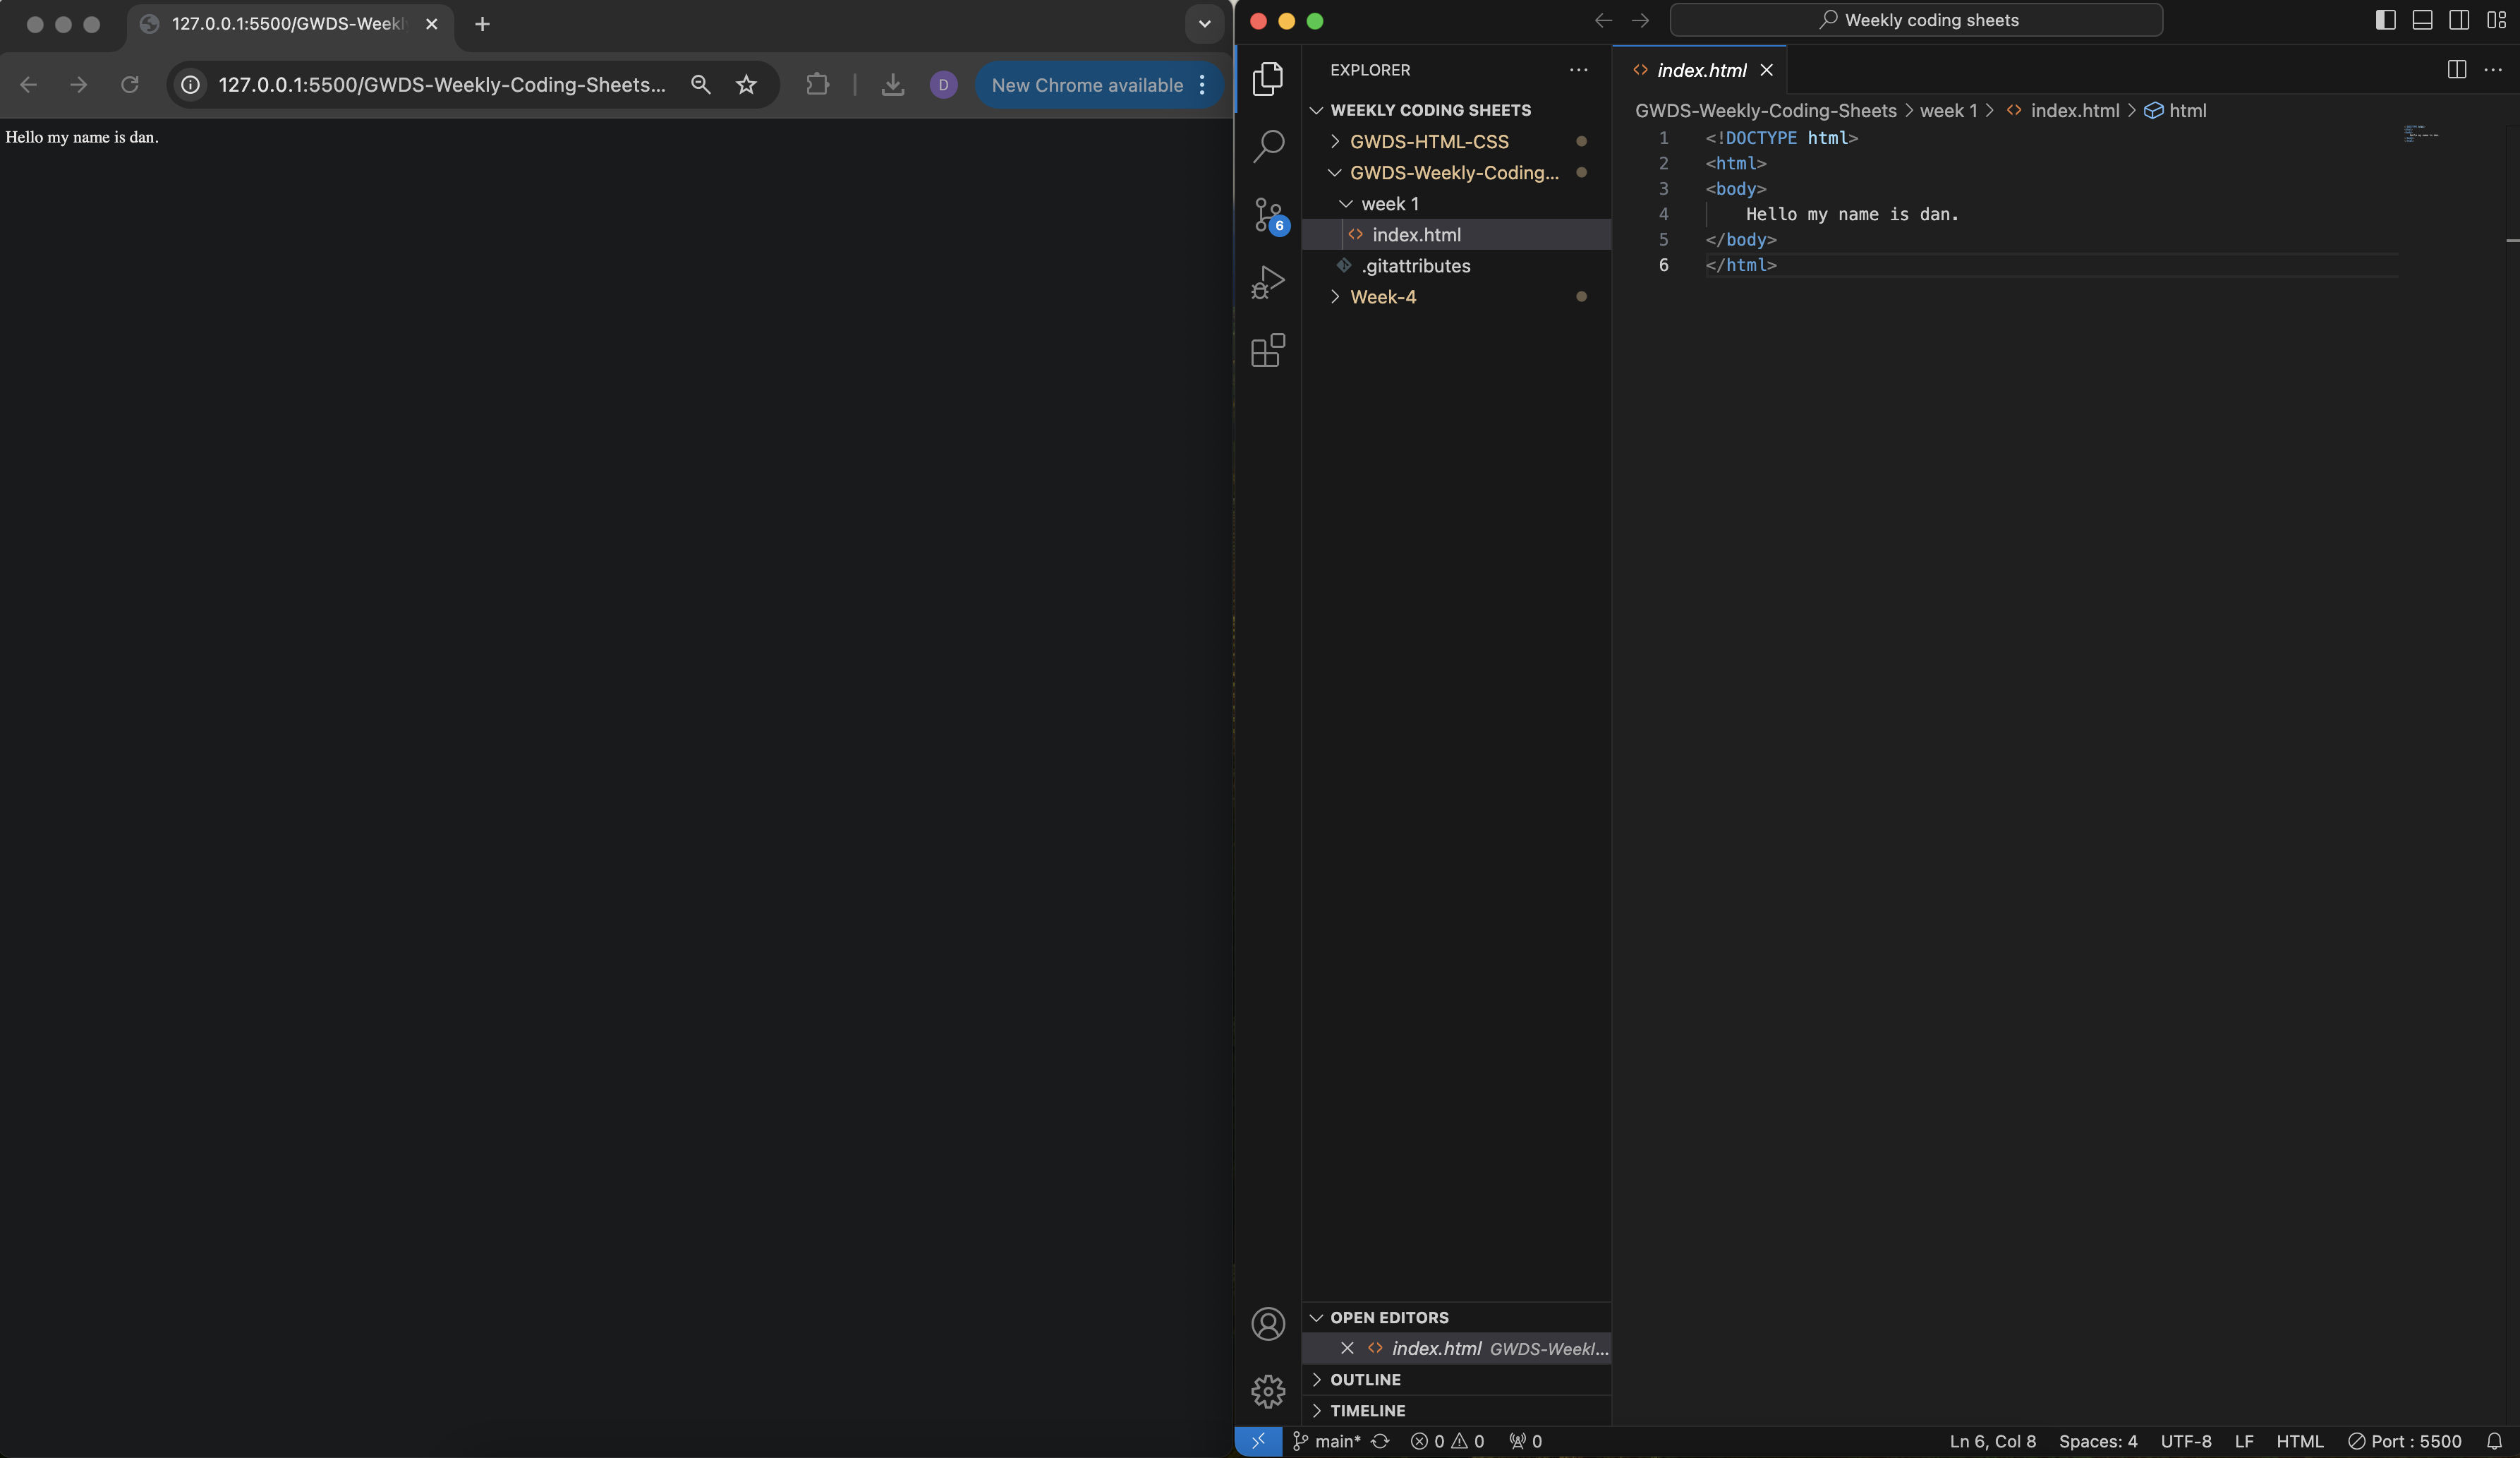 127.0.0.1:5500/GWDS-Weekl
127.0.0.1:5500/GWDS-Weekly-Coding-Sheets...
D
New Chrome available
Hello my name is dan.
Weekly coding sheets
EXPLORER
WEEKLY CODING SHEETS
GWDS-HTML-CSS
GWDS-Weekly-Coding...
week 1
index.html
.gitattributes
Week-4
6
OPEN EDITORS
index.html GWDS-Weekl...
OUTLINE
TIMELINE
index.html
GWDS-Weekly-Coding-Sheets > week 1 > index.html > html
1 <!DOCTYPE html>
2 <html>
3 <body>
4 Hello my name is dan.
5 </body>
6 </html>
main* 0 0 0
Ln 6, Col 8 Spaces: 4 UTF-8 LF HTML Port : 5500